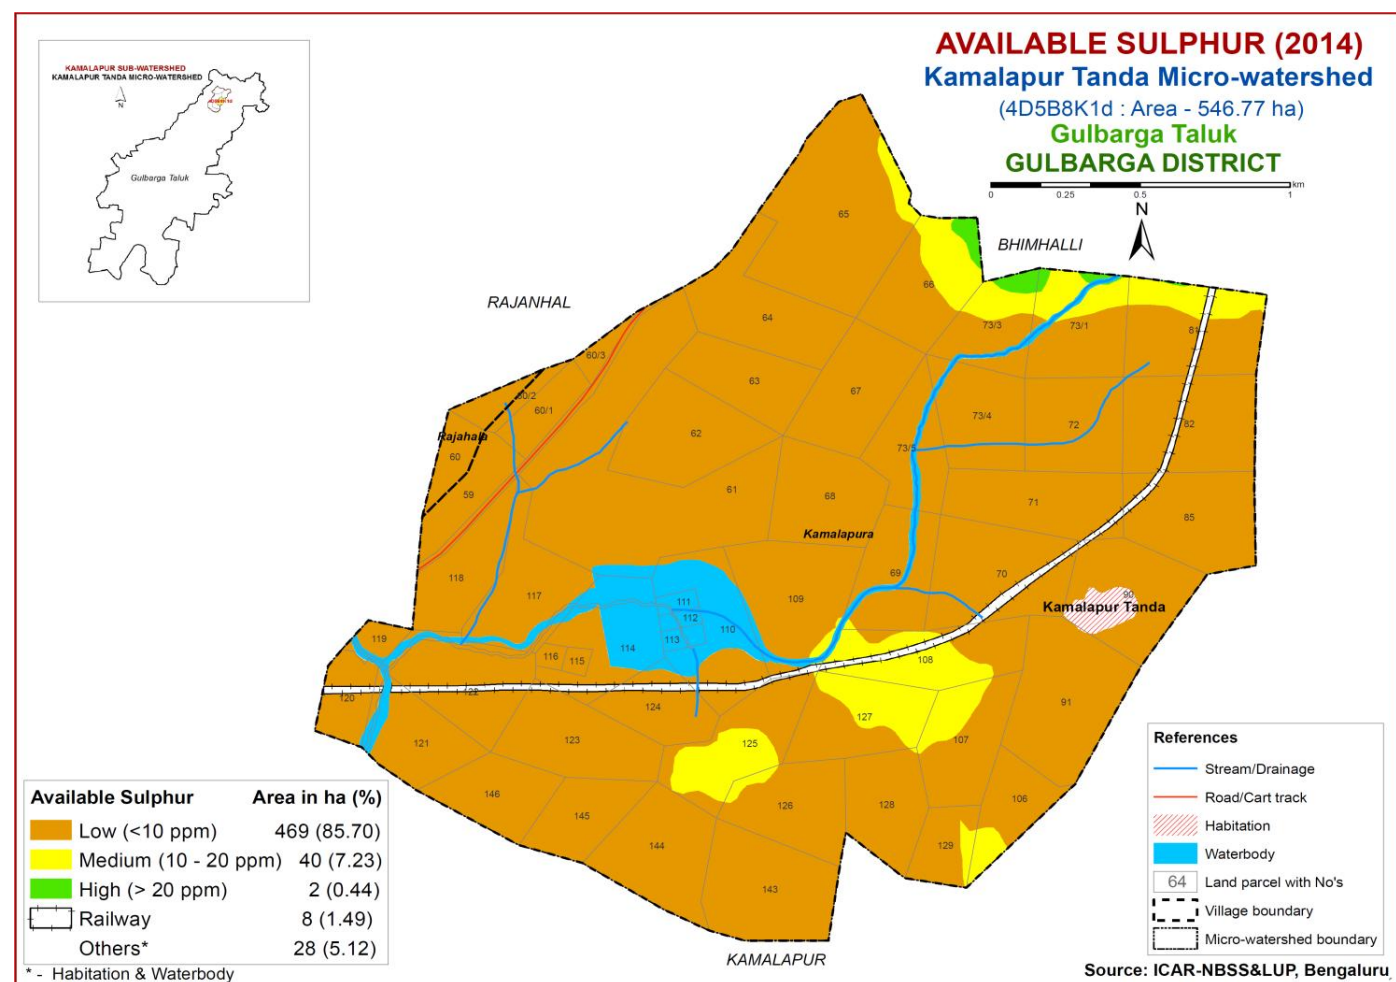 AVAILABLE SULPHUR (2014)
Kamalapur Tanda Micro-watershed
(4D5B8K1d : Area - 546.77 ha)
Gulbarga Taluk
GULBARGA DISTRICT
km
0 0.25 0.5 1
N
KAMALAPUR SUB-WATERSHED
KAMALAPUR TANDA MICRO-WATERSHED
N
4D5B8K1d
Gulbarga Taluk
BHIMHALLI
RAJANHAL
65
66
64
73/3 73/1 81
60/3
63
67
60/2
60/1
73/4
72
82
62
Rajahala
60
73/5
59
61
68
71
85
Kamalapura
118
117
69
70
109
90
Kamalapur Tanda
111
112
110
113
114
119
116 115
108
120
122
124
127
91
121
123
125
107
146
145
126
128
106
144
129
143
KAMALAPUR
Available Sulphur Area in ha (%)
Low (<10 ppm) 469 (85.70)
Medium (10 - 20 ppm) 40 (7.23)
High (> 20 ppm) 2 (0.44)
Railway 8 (1.49)
Others* 28 (5.12)
* - Habitation & Waterbody
References
Stream/Drainage
Road/Cart track
Habitation
Waterbody
64 Land parcel with No's
Village boundary
Micro-watershed boundary
Source: ICAR-NBSS&LUP, Bengaluru